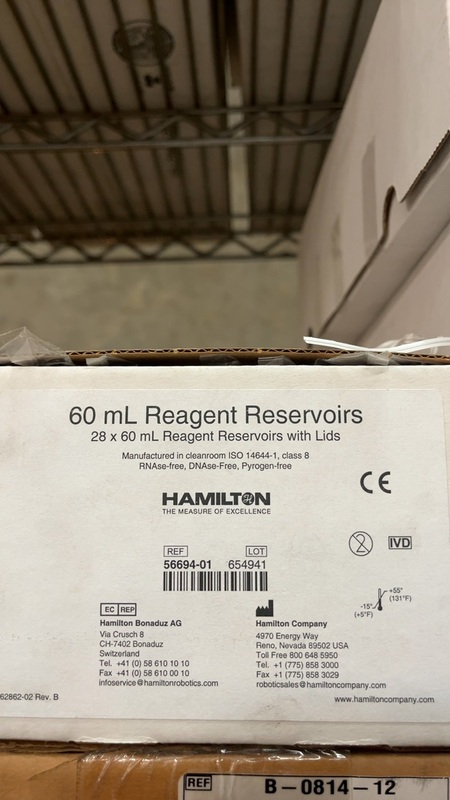 60 mL Reagent Reservoirs
28 x 60 mL Reagent Reservoirs with Lids
Manufactured in cleanroom ISO 14644-1, class 8
RNAse-free, DNAse-Free, Pyrogen-free
CE
HAMILTON
THE MEASURE OF EXCELLENCE
2
IVD
REF LOT
56694-01 654941
+55°
(131°F)
-15°
(+5°F)
EC REP
Hamilton Bonaduz AG
Via Crusch 8
CH-7402 Bonaduz
Switzerland
Tel. +41 (0) 58 610 10 10
Fax +41 (0) 58 610 00 10
infoservice@hamiltonrobotics.com
Hamilton Company
4970 Energy Way
Reno, Nevada 89502 USA
Toll Free 800 648 5950
Tel. +1 (775) 858 3000
Fax +1 (775) 858 3029
roboticsales@hamiltoncompany.com
62862-02 Rev. B
www.hamiltoncompany.com
REF B-0814-12